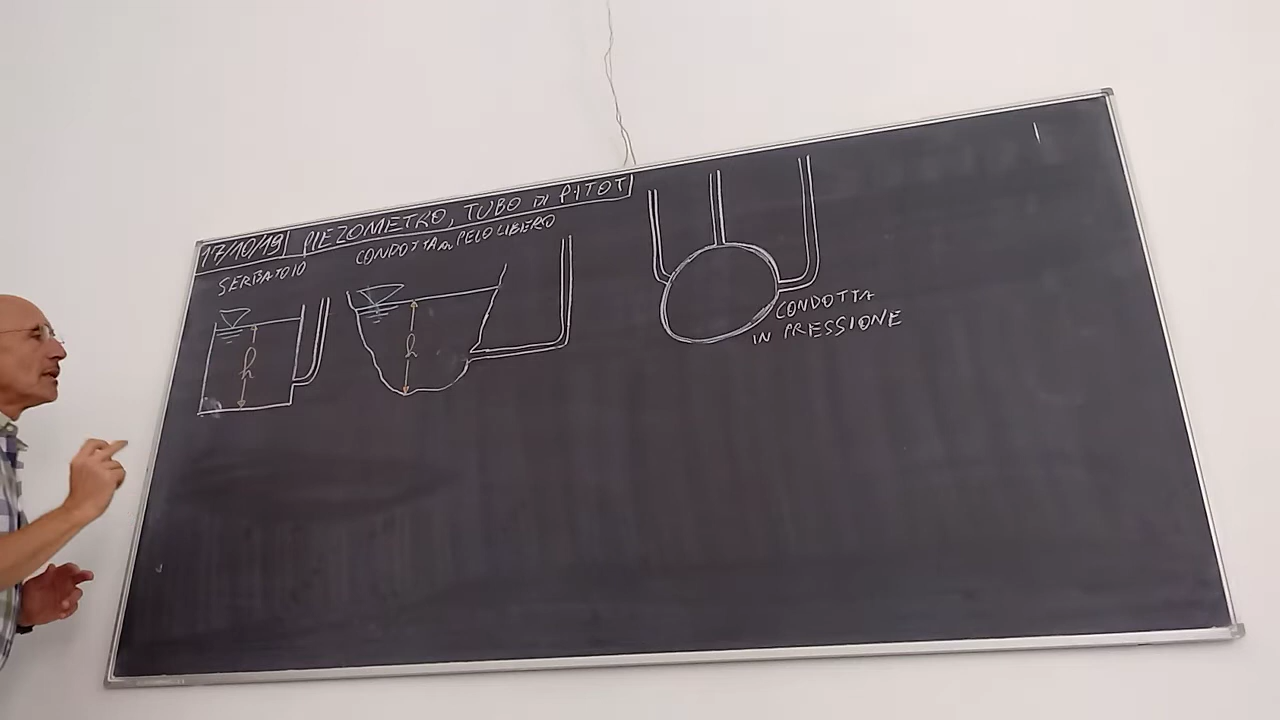 17/10/19 PIEZOMETRO, TUBO DI PITOT
SERBATOIO
CONDOTTA a PELO LIBERO
h
h
CONDOTTA
IN PRESSIONE